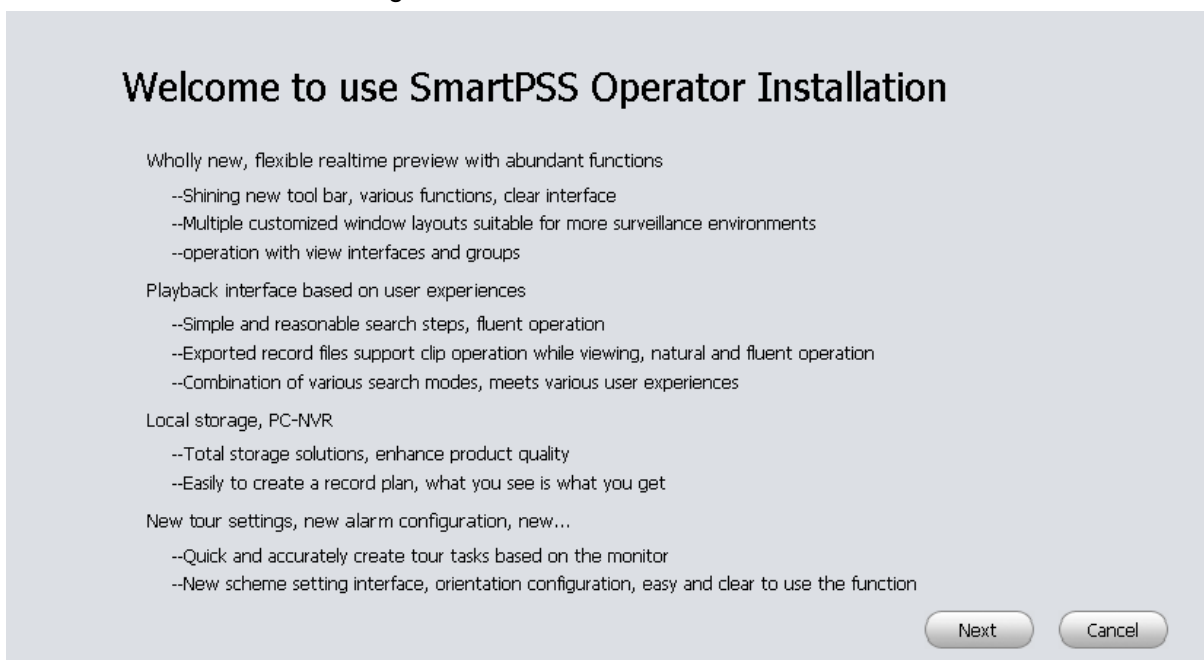 Welcome to use SmartPSS Operator Installation
Wholly new, flexible realtime preview with abundant functions
--Shining new tool bar, various functions, clear interface
--Multiple customized window layouts suitable for more surveillance environments
--operation with view interfaces and groups
Playback interface based on user experiences
--Simple and reasonable search steps, fluent operation
--Exported record files support clip operation while viewing, natural and fluent operation
--Combination of various search modes, meets various user experiences
Local storage, PC-NVR
--Total storage solutions, enhance product quality
--Easily to create a record plan, what you see is what you get
New tour settings, new alarm configuration, new...
--Quick and accurately create tour tasks based on the monitor
--New scheme setting interface, orientation configuration, easy and clear to use the function
Next Cancel